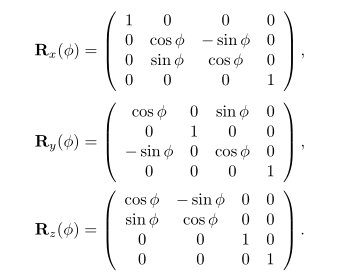 R_x(ϕ) = ( 1 0 0 0
0 cos ϕ − sin ϕ 0
0 sin ϕ cos ϕ 0
0 0 0 1 ) ,
R_y(ϕ) = ( cos ϕ 0 sin ϕ 0
0 1 0 0
− sin ϕ 0 cos ϕ 0
0 0 0 1 ) ,
R_z(ϕ) = ( cos ϕ − sin ϕ 0 0
sin ϕ cos ϕ 0 0
0 0 1 0
0 0 0 1 ) .